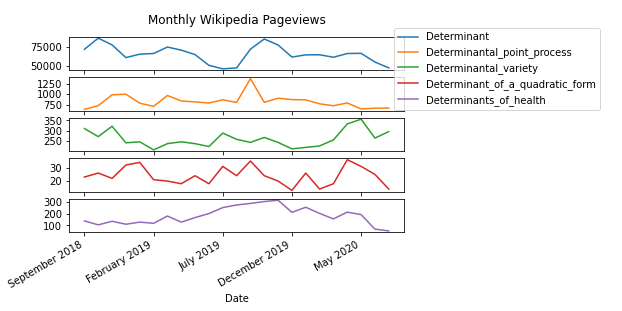 Monthly Wikipedia Pageviews
Determinant
Determinantal_point_process
Determinantal_variety
Determinant_of_a_quadratic_form
Determinants_of_health
75000
50000
1250
1000
750
350
300
250
30
20
300
200
100
September 2018
February 2019
July 2019
December 2019
May 2020
Date